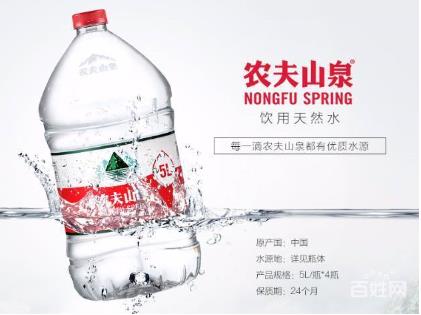 农夫山泉®
NONGFU SPRING
饮用天然水
每一滴农夫山泉都有优质水源
农夫山泉
5L
原产国：中国
水源地：详见瓶体
产品规格：5L/瓶*4瓶
保质期：24个月
百姓网